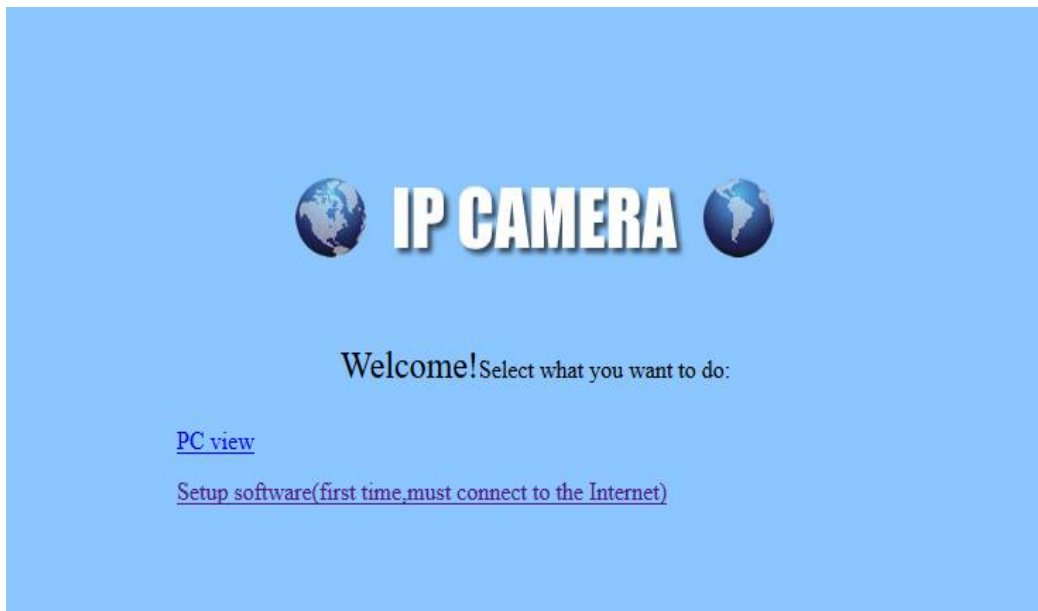 IP CAMERA
Welcome!Select what you want to do:
PC view
Setup software(first time,must connect to the Internet)